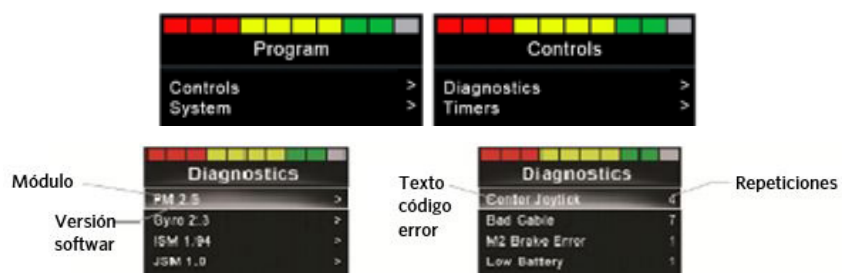 Program
Controls >
System >
Controls
Diagnostics >
Timers >
Módulo
Versión
softwar
Diagnostics
PM 2.5 >
Gyro 2.3 >
ISM 1.94 >
JSM 1.0 >
Texto
código
error
Diagnostics
Center Joytick 4
Bad Cable 7
M2 Brake Error 1
Low Battery 1
Repeticiones